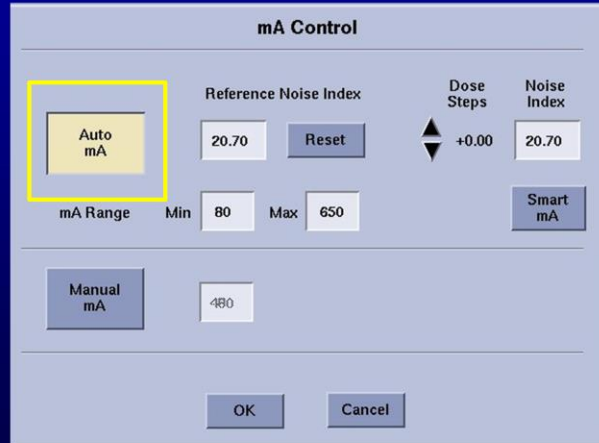 mA Control
Reference Noise Index
Dose
Steps
Noise
Index
Auto
mA
20.70
Reset
+0.00
20.70
mA Range
Min
80
Max
650
Smart
mA
Manual
mA
480
OK
Cancel